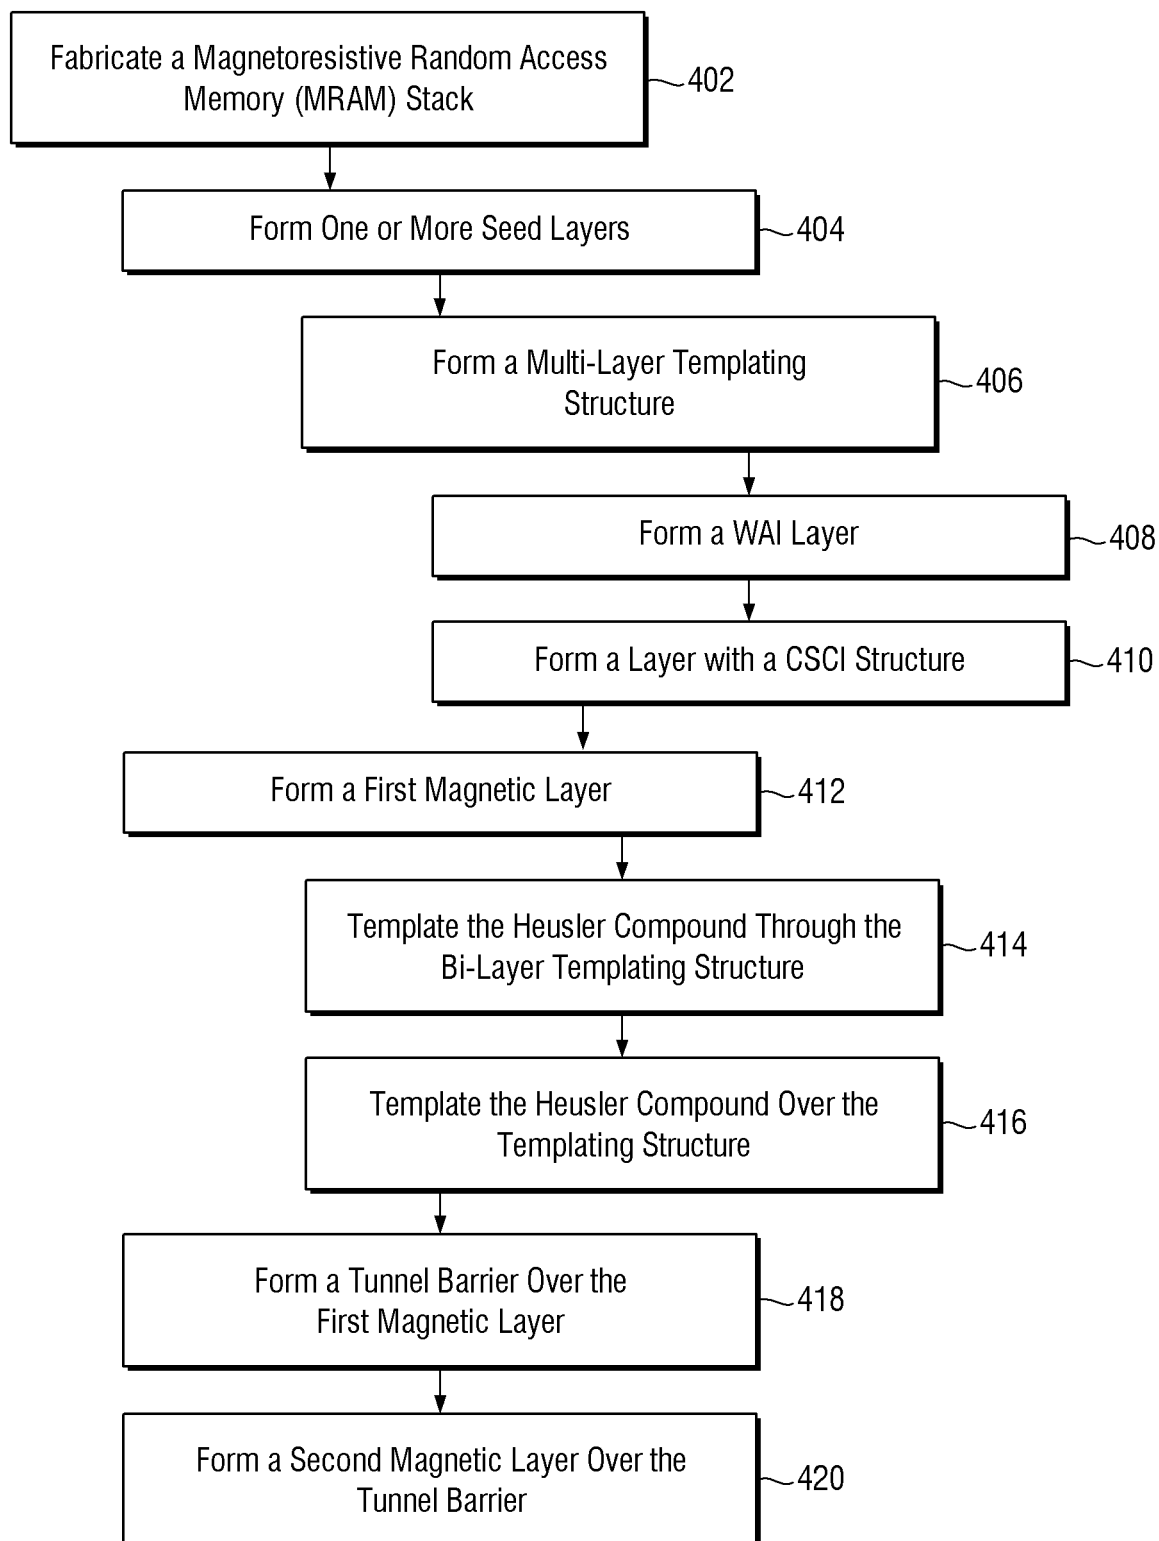 Fabricate a Magnetoresistive Random Access
Memory (MRAM) Stack
402
Form One or More Seed Layers
404
Form a Multi-Layer Templating
Structure
406
Form a WAI Layer
408
Form a Layer with a CSCI Structure
410
Form a First Magnetic Layer
412
Template the Heusler Compound Through the
Bi-Layer Templating Structure
414
Template the Heusler Compound Over the
Templating Structure
416
Form a Tunnel Barrier Over the
First Magnetic Layer
418
Form a Second Magnetic Layer Over the
Tunnel Barrier
420